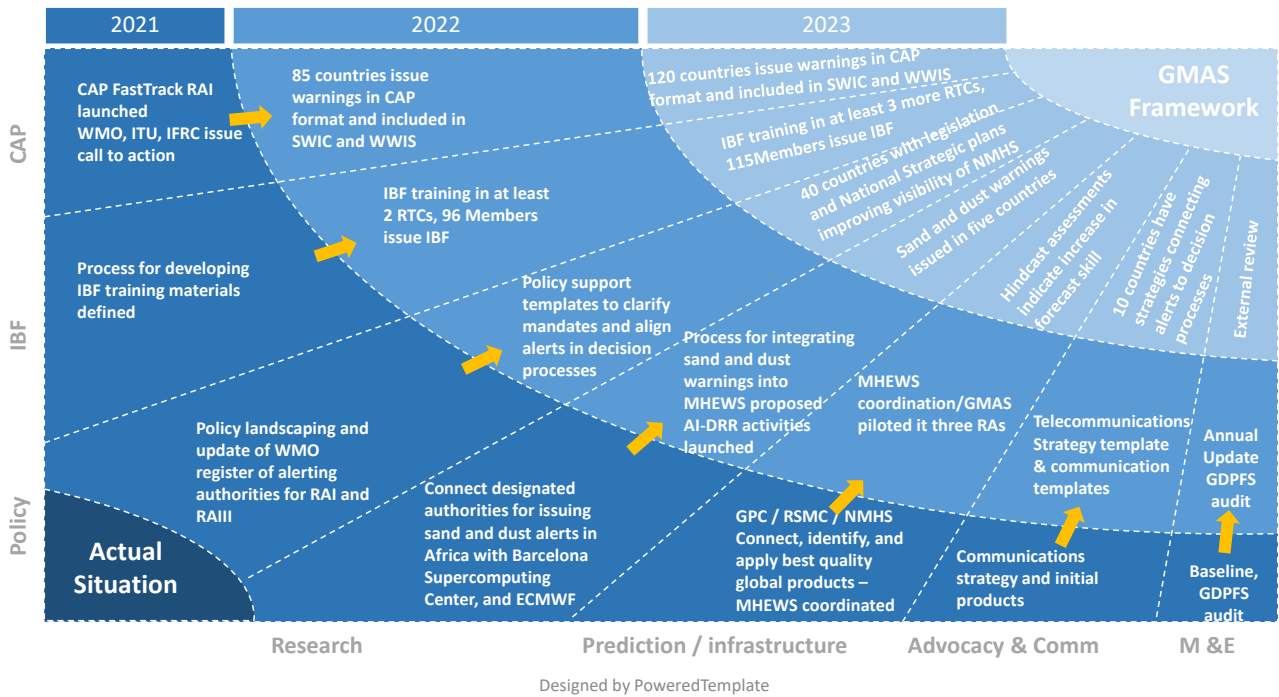 2021
2022
2023
CAP
IBF
Policy
CAP FastTrack RAI
launched
WMO, ITU, IFRC issue
call to action
85 countries issue
warnings in CAP
format and included in
SWIC and WWIS
120 countries issue warnings in CAP
format and included in SWIC and WWIS
GMAS
Framework
Process for developing
IBF training materials
defined
IBF training in at least
2 RTCs, 96 Members
issue IBF
IBF training in at least 3 more RTCs,
115Members issue IBF
Policy landscaping and
update of WMO
register of alerting
authorities for RAI and
RAIII
Policy support
templates to clarify
mandates and align
alerts in decision
processes
40 countries with legislation
and National Strategic plans
improving visibility of NMHS
Connect designated
authorities for issuing
sand and dust alerts in
Africa with Barcelona
Supercomputing
Center, and ECMWF
Process for integrating
sand and dust
warnings into
MHEWS proposed
AI-DRR activities
launched
Sand and dust warnings
issued in five countries
GPC / RSMC / NMHS
Connect, identify, and
apply best quality
global products –
MHEWS coordinated
MHEWS
coordination/GMAS
piloted it three RAs
Hindcast assessments
indicate increase in
forecast skill
Communications
strategy and initial
products
Telecommunications
Strategy template
& communication
templates
10 countries have
strategies connecting
alerts to decision
processes
Baseline,
GDPFS
audit
Annual
Update
GDPFS
audit
External review
Actual
Situation
Research
Prediction / infrastructure
Advocacy & Comm
M &E
Designed by PoweredTemplate